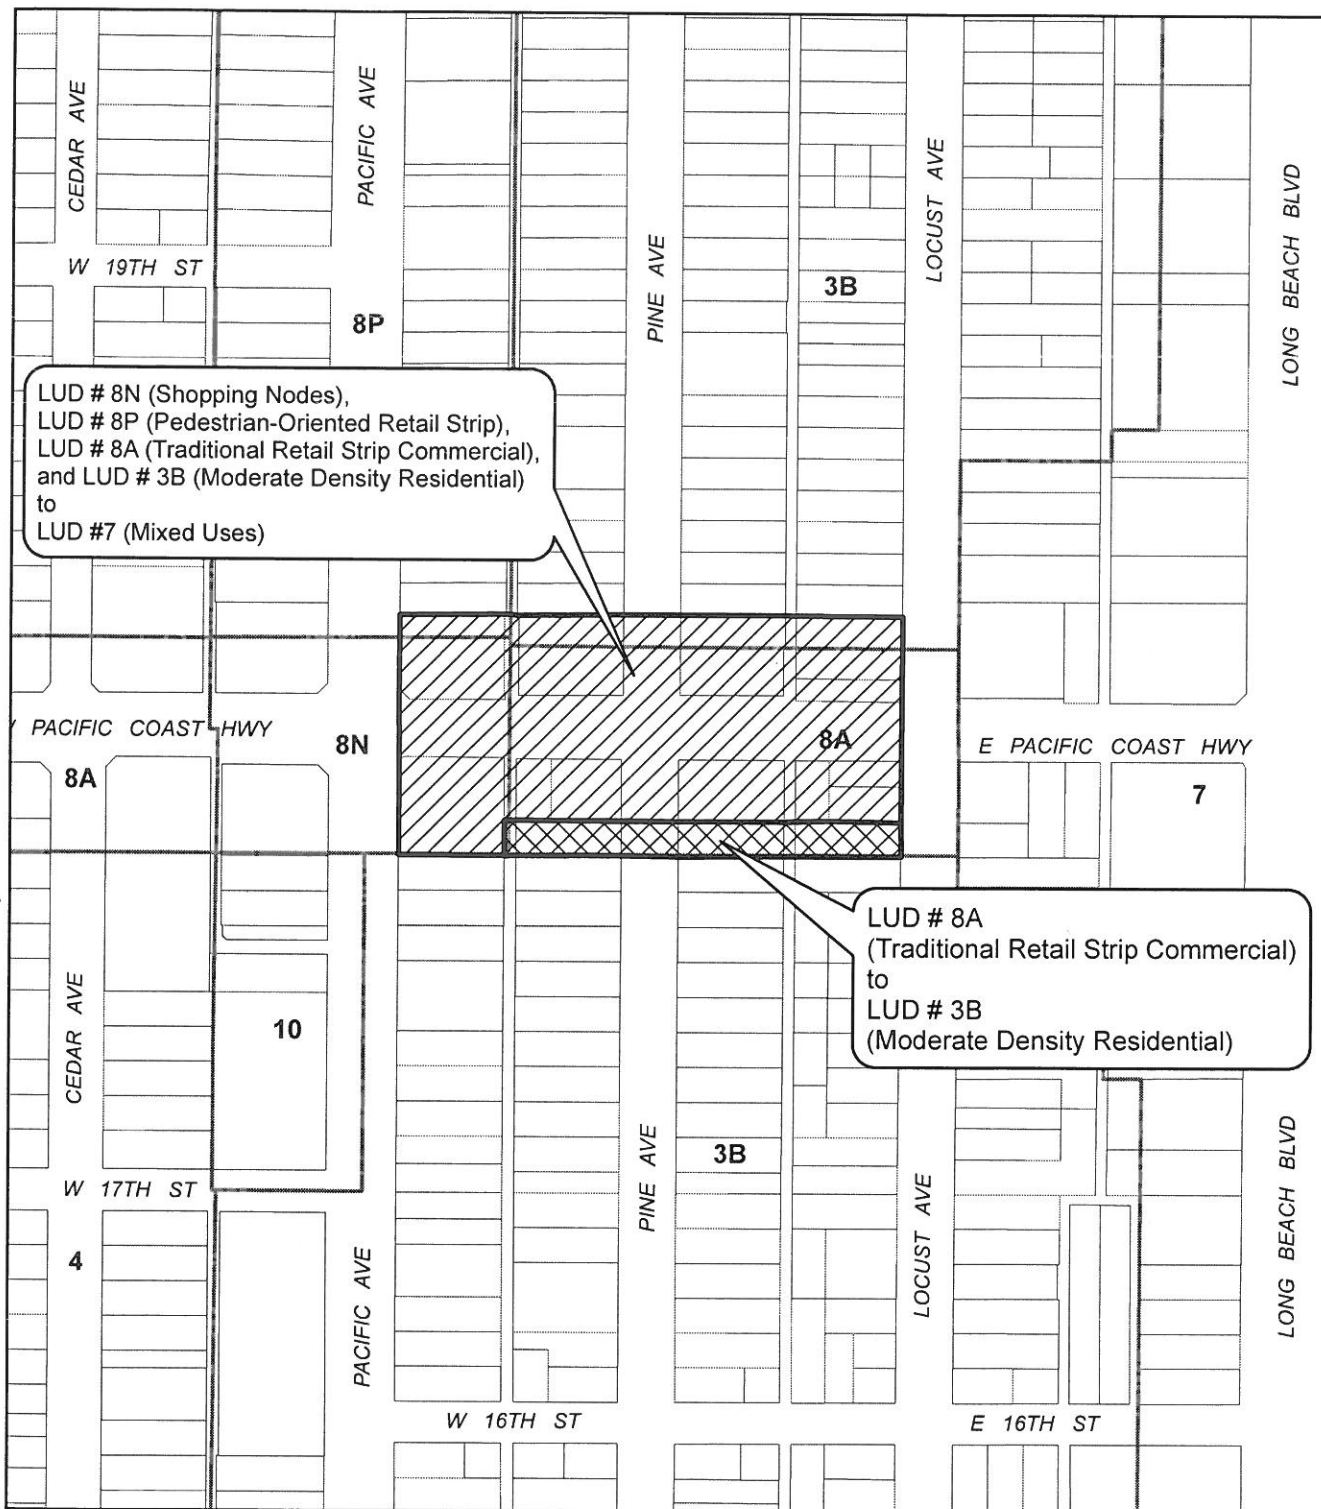 CEDAR AVE
PACIFIC AVE
PINE AVE
LOCUST AVE
LONG BEACH BLVD
W 19TH ST
3B
8P
LUD # 8N (Shopping Nodes),
LUD # 8P (Pedestrian-Oriented Retail Strip),
LUD # 8A (Traditional Retail Strip Commercial),
and LUD # 3B (Moderate Density Residential)
to
LUD #7 (Mixed Uses)
PACIFIC COAST HWY
8N
8A
E PACIFIC COAST HWY
8A
7
LUD # 8A
(Traditional Retail Strip Commercial)
to
LUD # 3B
(Moderate Density Residential)
CEDAR AVE
10
3B
W 17TH ST
4
PACIFIC AVE
PINE AVE
LOCUST AVE
LONG BEACH BLVD
W 16TH ST
E 16TH ST